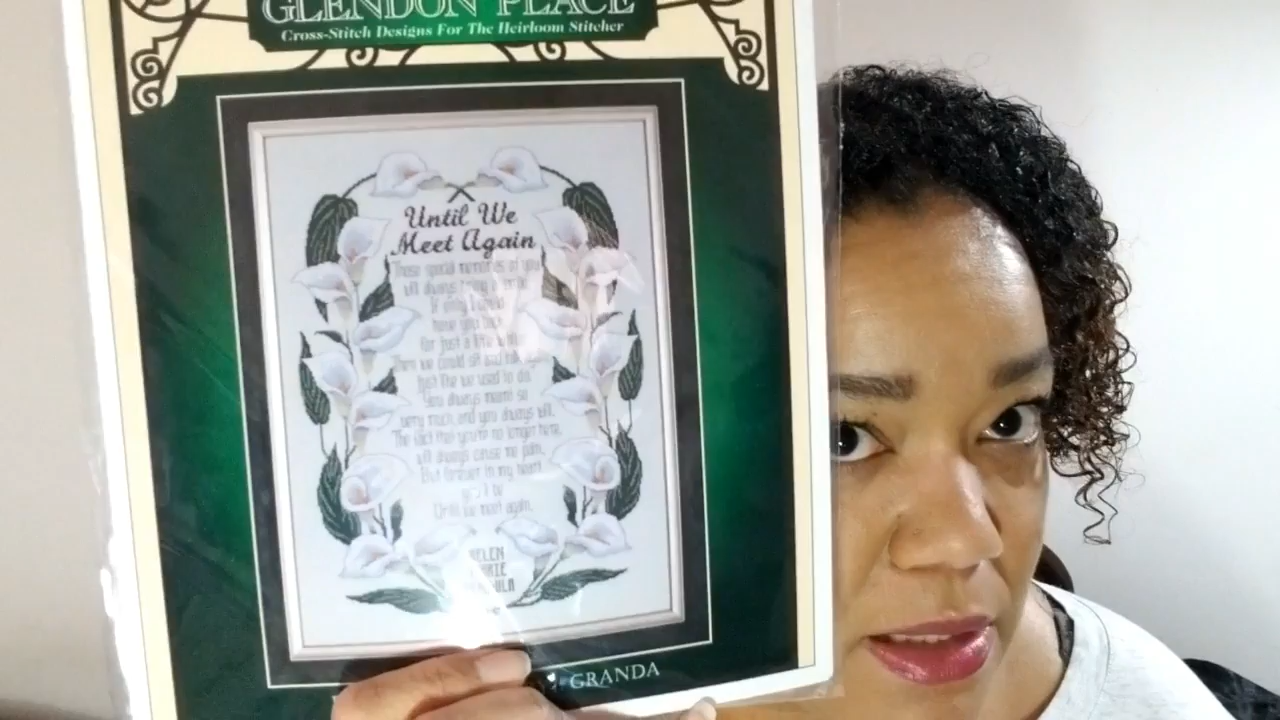 GLENDON PLACE
Cross-Stitch Designs For The Heirloom Stitcher
Until We
Meet Again
Those special memories of you
will always bring a smile
If only I could
have you back
for just a little while
Then we could sit and talk again
Just like we used to do.
You always meant so
very much and you always will.
The fact that you're no longer here,
will always cause me pain,
But forever in my heart
Until we meet again.
GRANDA